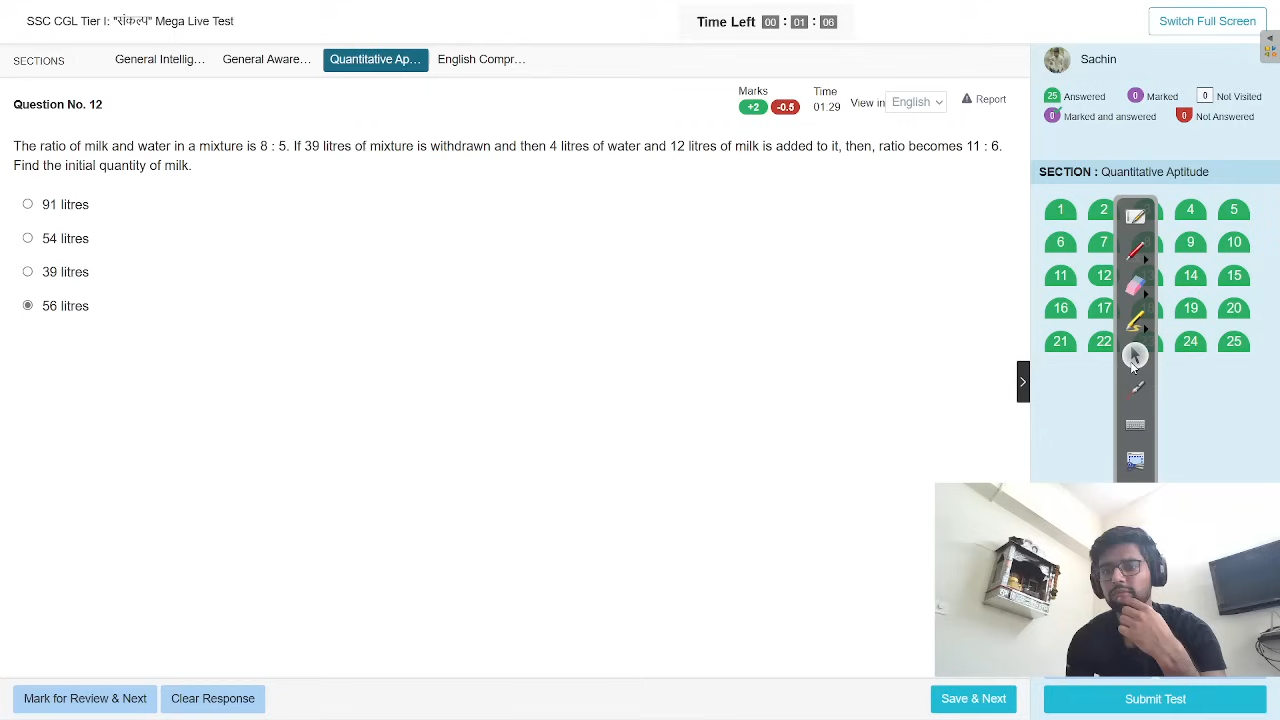 SSC CGL Tier I: "संकल्प" Mega Live Test
Time Left 00 : 01 : 06
Switch Full Screen
SECTIONS
General Intellig...
General Aware...
Quantitative Ap...
English Compr...
Sachin
Question No. 12
Marks
+2 -0.5
Time
01.29
View in English
Report
25 Answered
0 Marked
0 Not Visited
0 Marked and answered
0 Not Answered
The ratio of milk and water in a mixture is 8 : 5. If 39 litres of mixture is withdrawn and then 4 litres of water and 12 litres of milk is added to it, then, ratio becomes 11 : 6.
Find the initial quantity of milk.
91 litres
54 litres
39 litres
56 litres
SECTION : Quantitative Aptitude
1 2 4 5
6 7 9 10
11 12 14 15
16 17 19 20
21 22 24 25
Mark for Review & Next
Clear Response
Save & Next
Submit Test